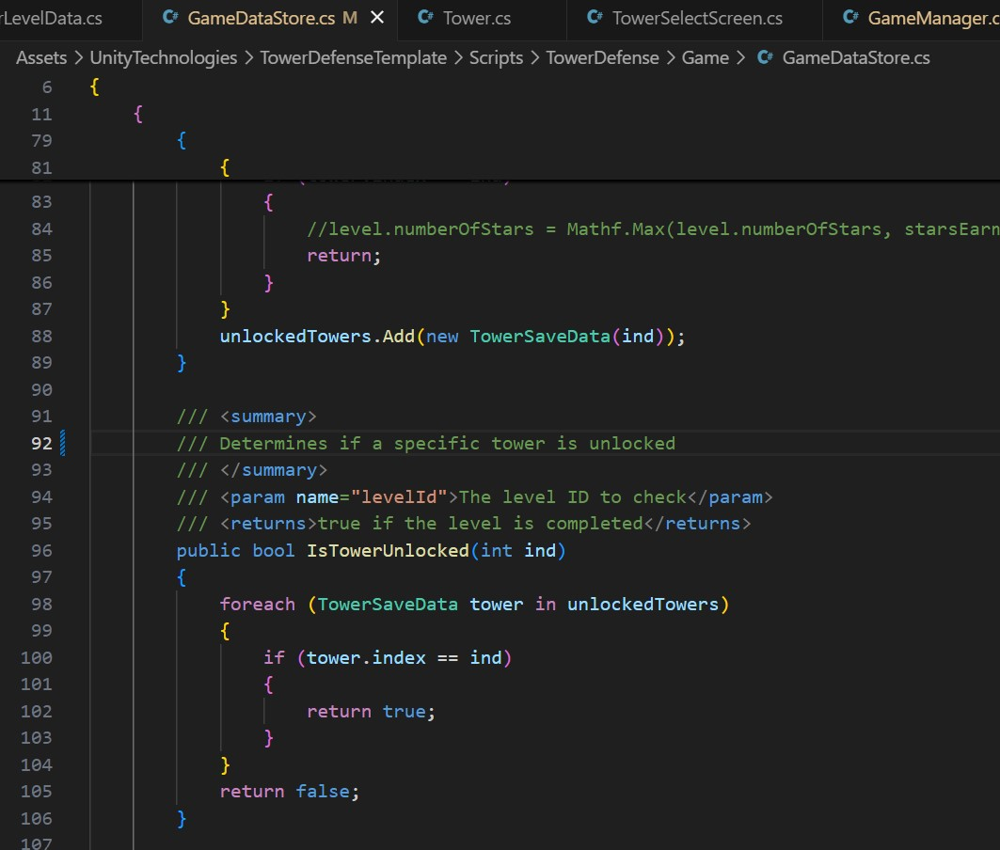 rLevelData.cs GameDataStore.cs M Tower.cs TowerSelectScreen.cs GameManager.c
Assets > UnityTechnologies > TowerDefenseTemplate > Scripts > TowerDefense > Game > GameDataStore.cs
6 {
11 {
79 {
81 {
83 {
84 //level.numberOfStars = Mathf.Max(level.numberOfStars, starsEarn
85 return;
86 }
87 }
88 unlockedTowers.Add(new TowerSaveData(ind));
89 }
90
91 /// <summary>
92 /// Determines if a specific tower is unlocked
93 /// </summary>
94 /// <param name="levelId">The level ID to check</param>
95 /// <returns>true if the level is completed</returns>
96 public bool IsTowerUnlocked(int ind)
97 {
98 foreach (TowerSaveData tower in unlockedTowers)
99 {
100 if (tower.index == ind)
101 {
102 return true;
103 }
104 }
105 return false;
106 }
107